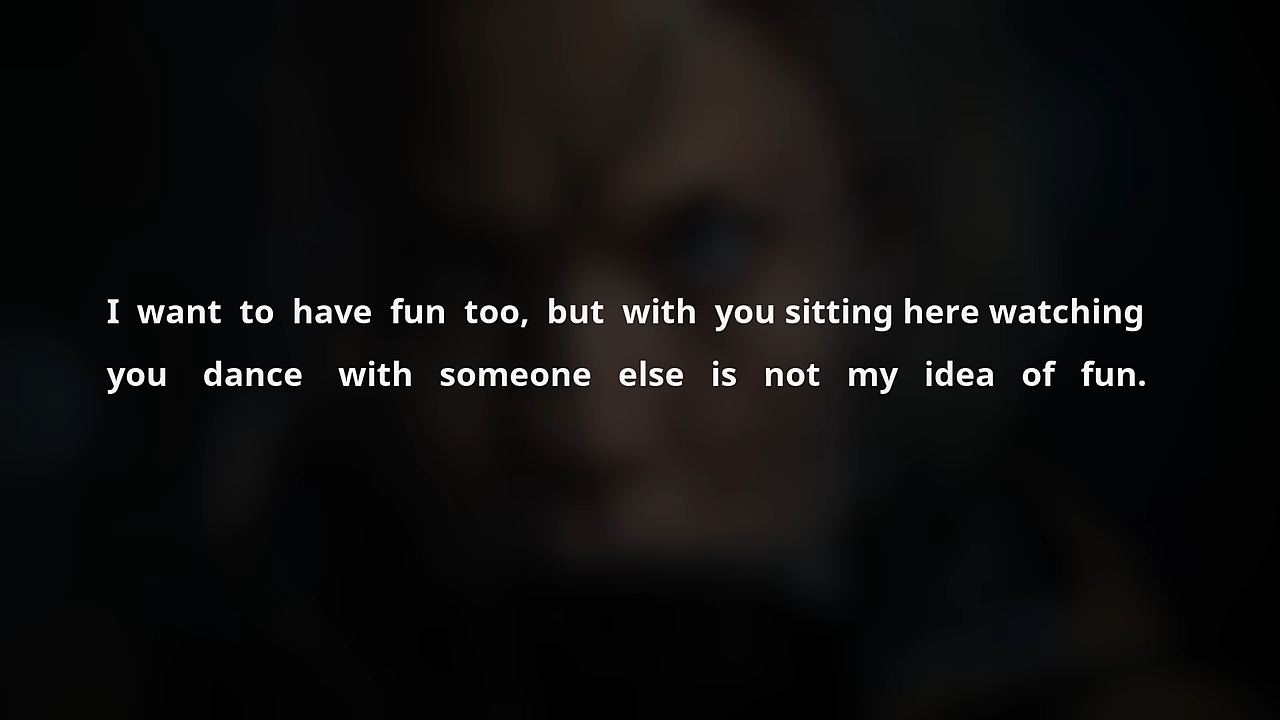 I want to have fun too, but with you sitting here watching
you dance with someone else is not my idea of fun.